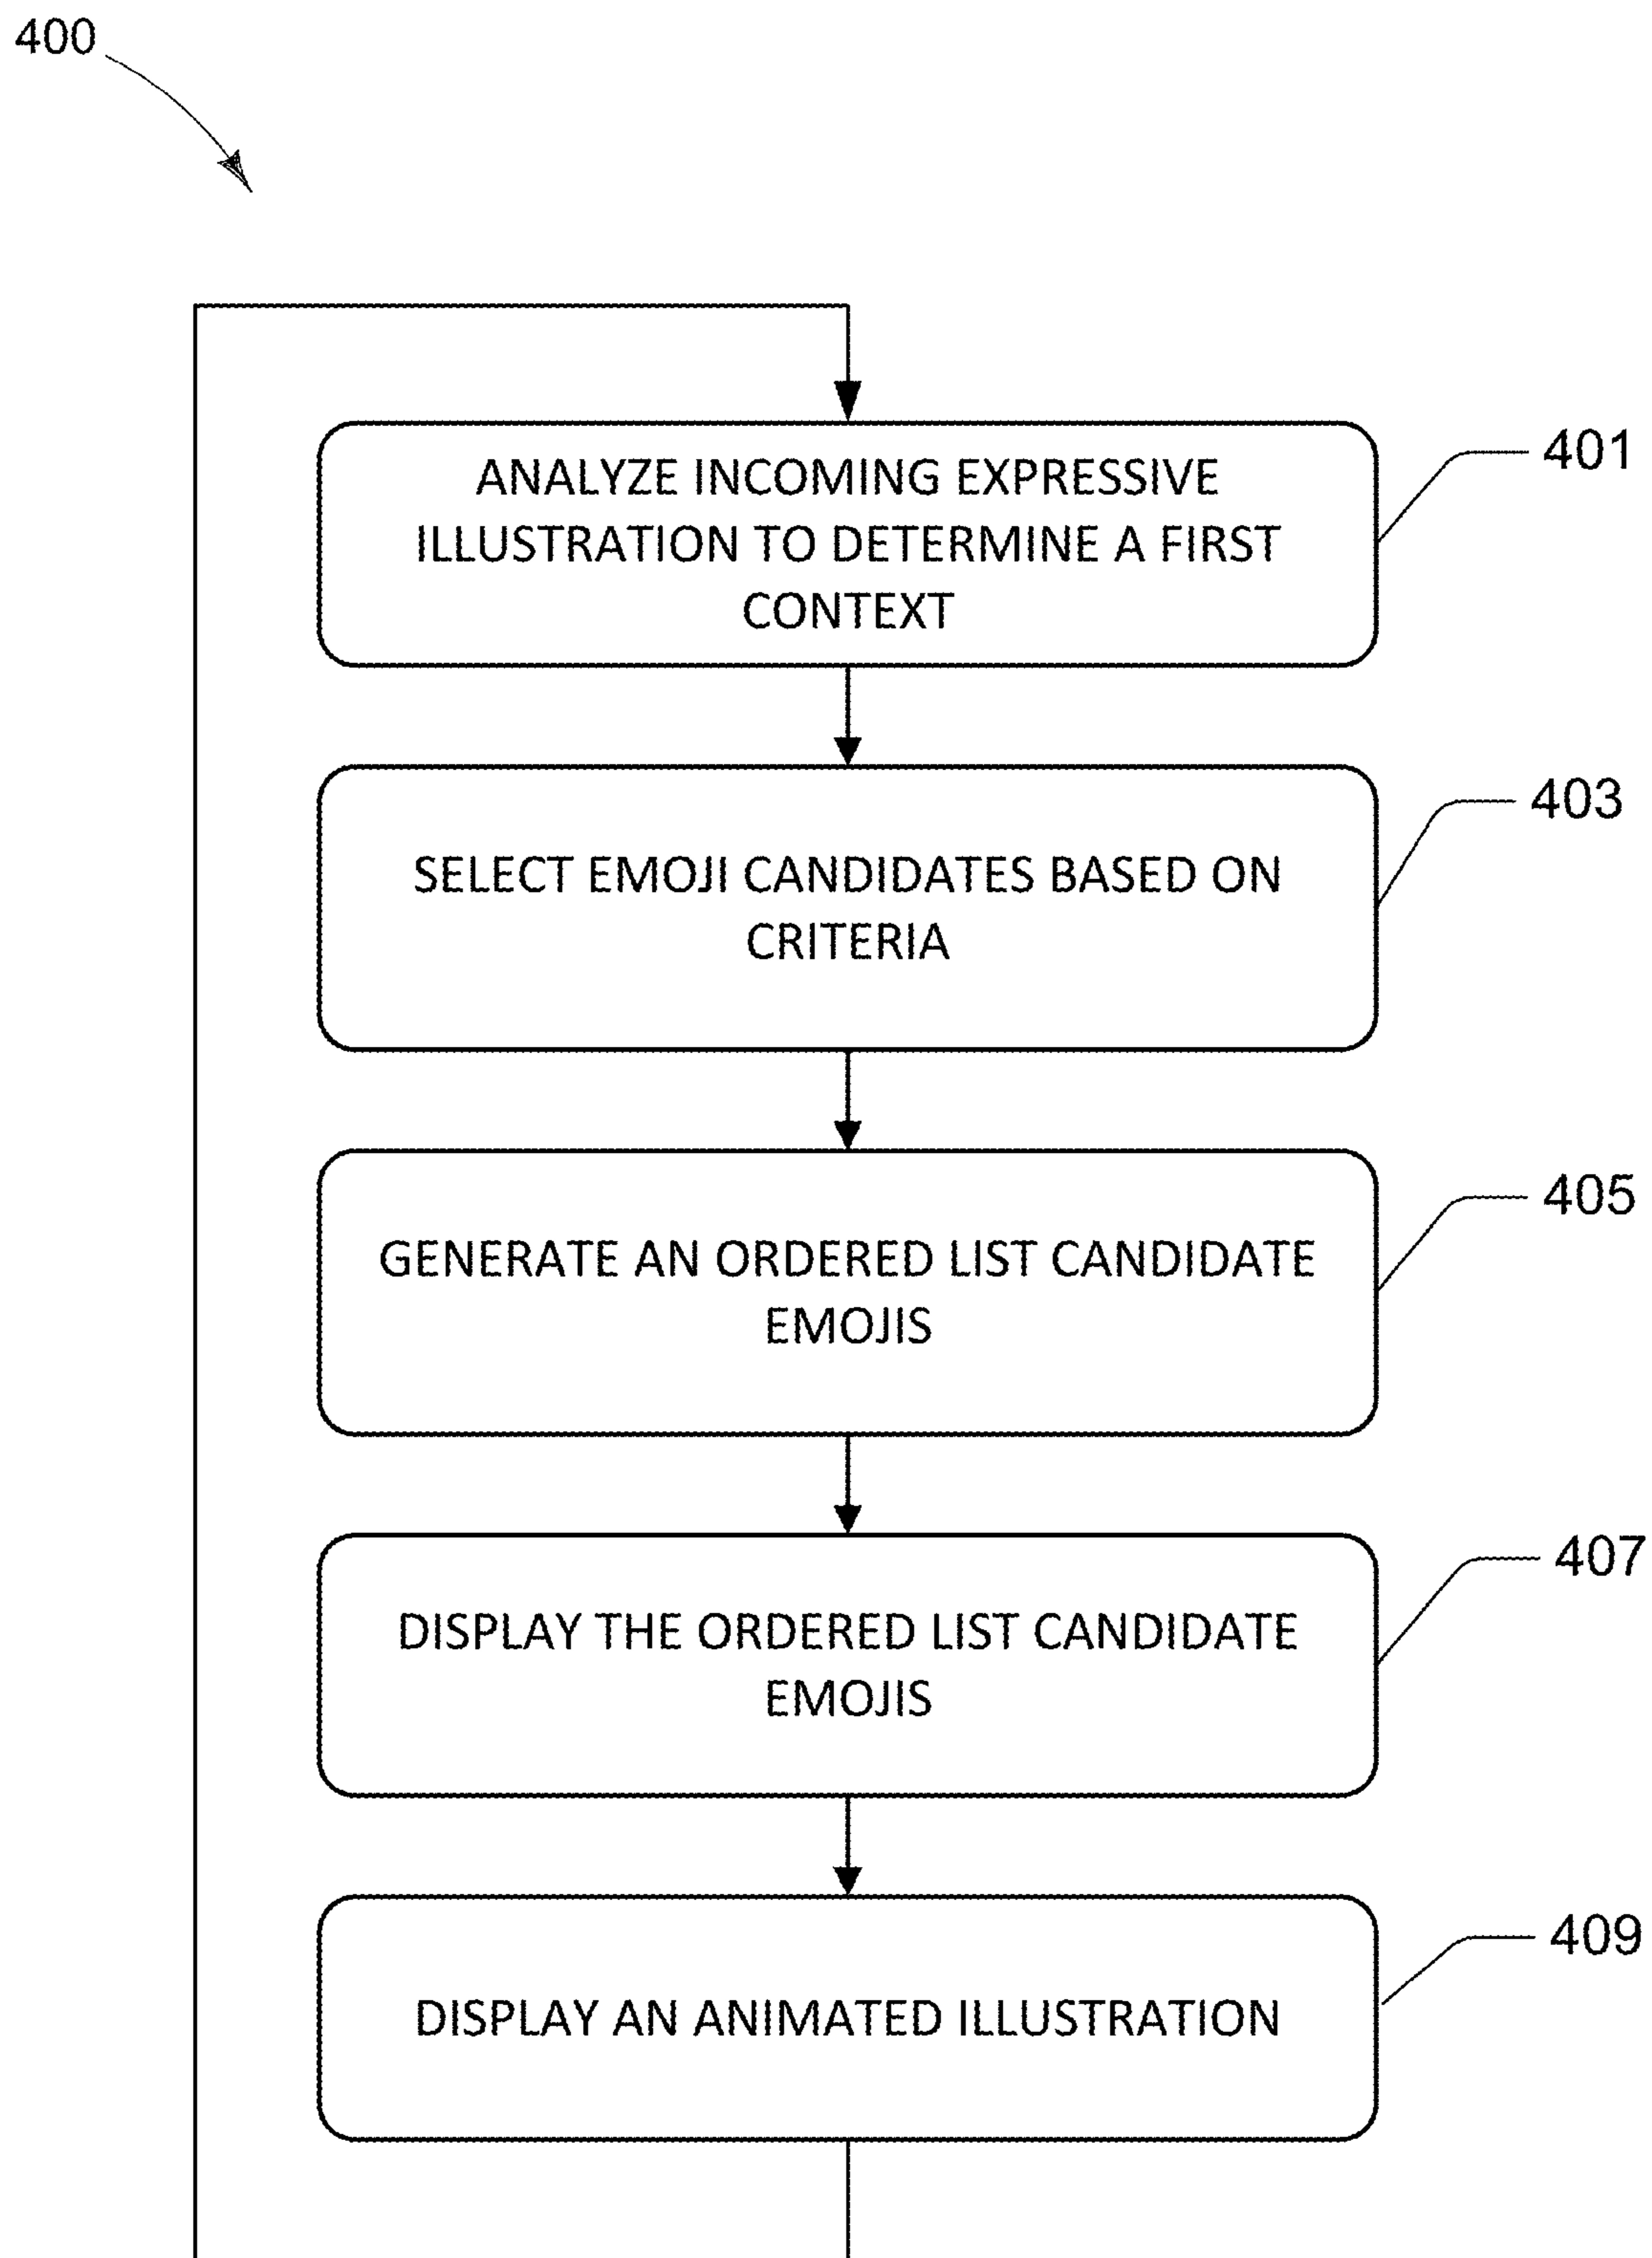 400
ANALYZE INCOMING EXPRESSIVE
ILLUSTRATION TO DETERMINE A FIRST
CONTEXT
401
SELECT EMOJI CANDIDATES BASED ON
CRITERIA
403
GENERATE AN ORDERED LIST CANDIDATE
EMOJIS
405
DISPLAY THE ORDERED LIST CANDIDATE
EMOJIS
407
DISPLAY AN ANIMATED ILLUSTRATION
409